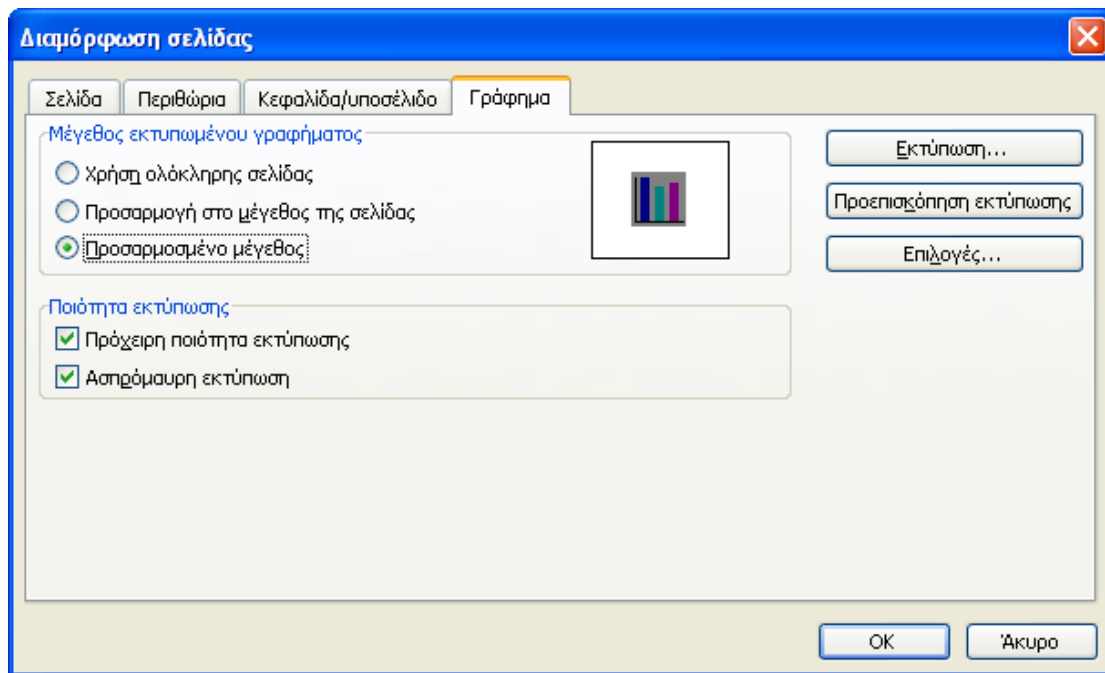 Διαμόρφωση σελίδας
Σελίδα Περιθώρια Κεφαλίδα/υποσέλιδο Γράφημα
Μέγεθος εκτυπωμένου γραφήματος
Χρήση ολόκληρης σελίδας
Προσαρμογή στο μέγεθος της σελίδας
Προσαρμοσμένο μέγεθος
Εκτύπωση...
Προεπισκόπηση εκτύπωσης
Επιλογές...
Ποιότητα εκτύπωσης
Πρόχειρη ποιότητα εκτύπωσης
Ασπρόμαυρη εκτύπωση
OK Άκυρο